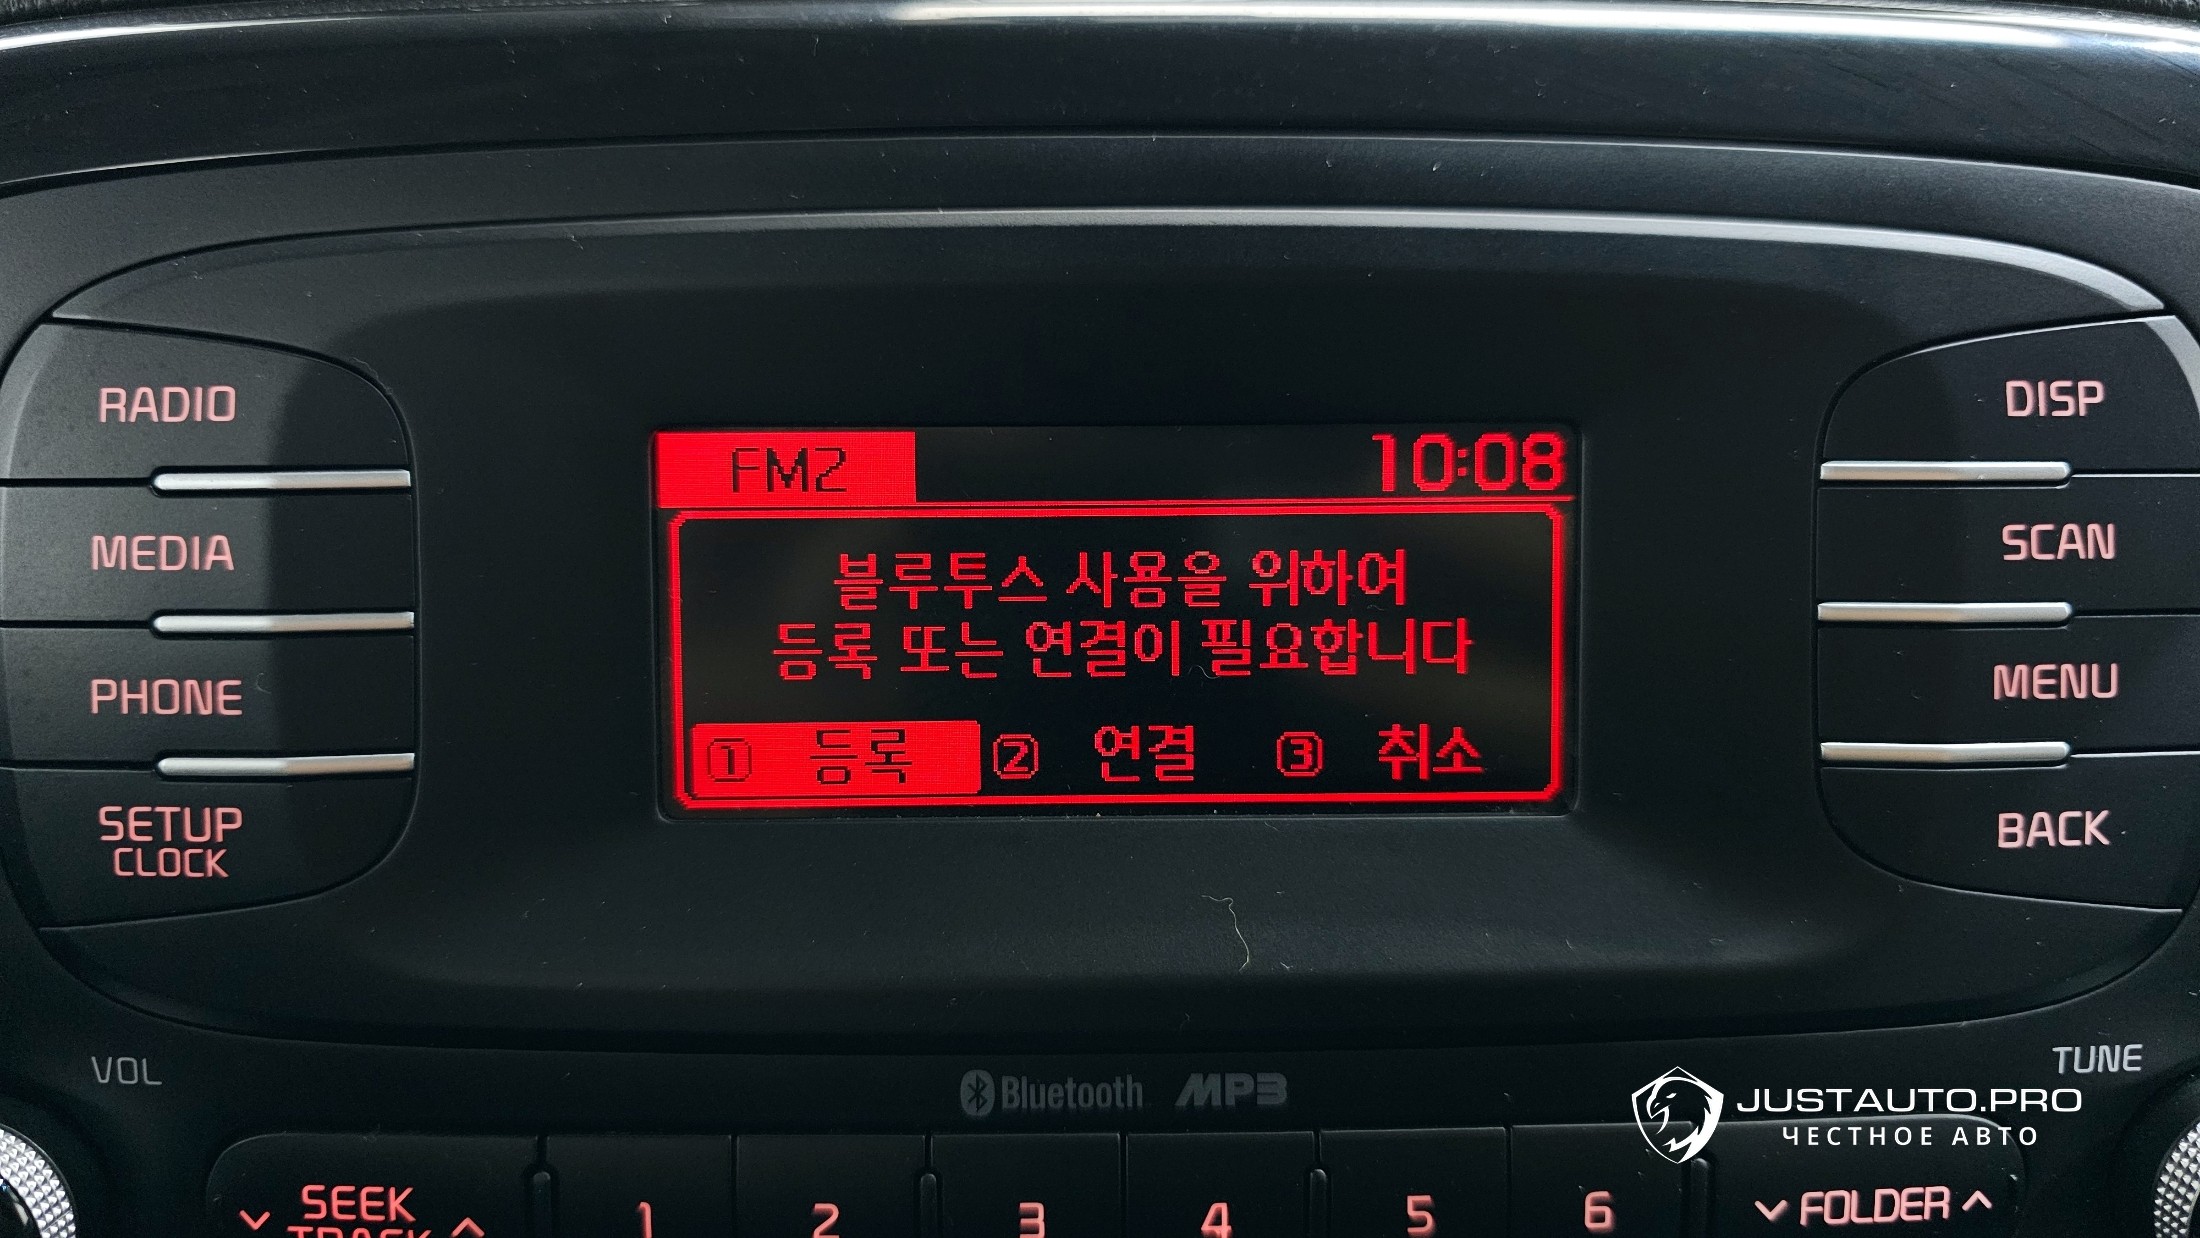 RADIO
MEDIA
PHONE
SETUP
CLOCK
FM2 10:08
블루투스 사용을 위하여
등록 또는 연결이 필요합니다
① 등록 ② 연결 ③ 취소
DISP
SCAN
MENU
BACK
VOL
Bluetooth MP3
TUNE
JUSTAUTO.PRO
ЧЕСТНОЕ АВТО
SEEK
TRACK
1 2 3 4 5 6
FOLDER